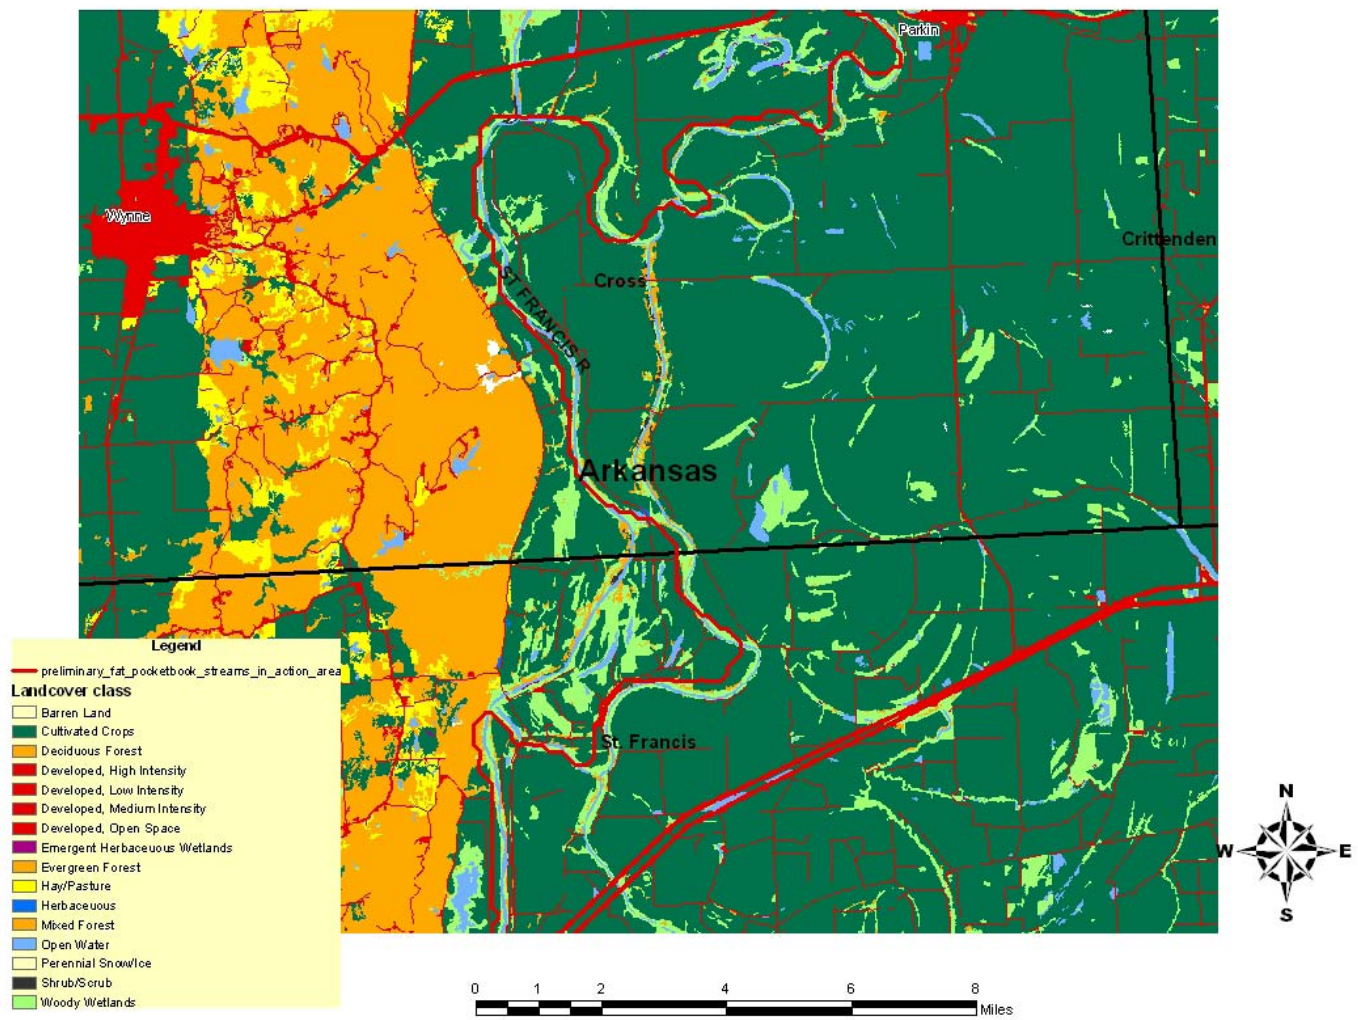 Parkin
Wynne
Crittenden
Cross
ST FRANCIS R
Arkansas
St. Francis
Legend
preliminary_fat_pocketbook_streams_in_action_area
Landcover class
Barren Land
Cultivated Crops
Deciduous Forest
Developed, High Intensity
Developed, Low Intensity
Developed, Medium Intensity
Developed, Open Space
Emergent Herbaceuous Wetlands
Evergreen Forest
Hay/Pasture
Herbaceuous
Mixed Forest
Open Water
Perennial Snow/Ice
Shrub/Scrub
Woody Wetlands
N
W E
S
0 1 2 4 6 8
Miles